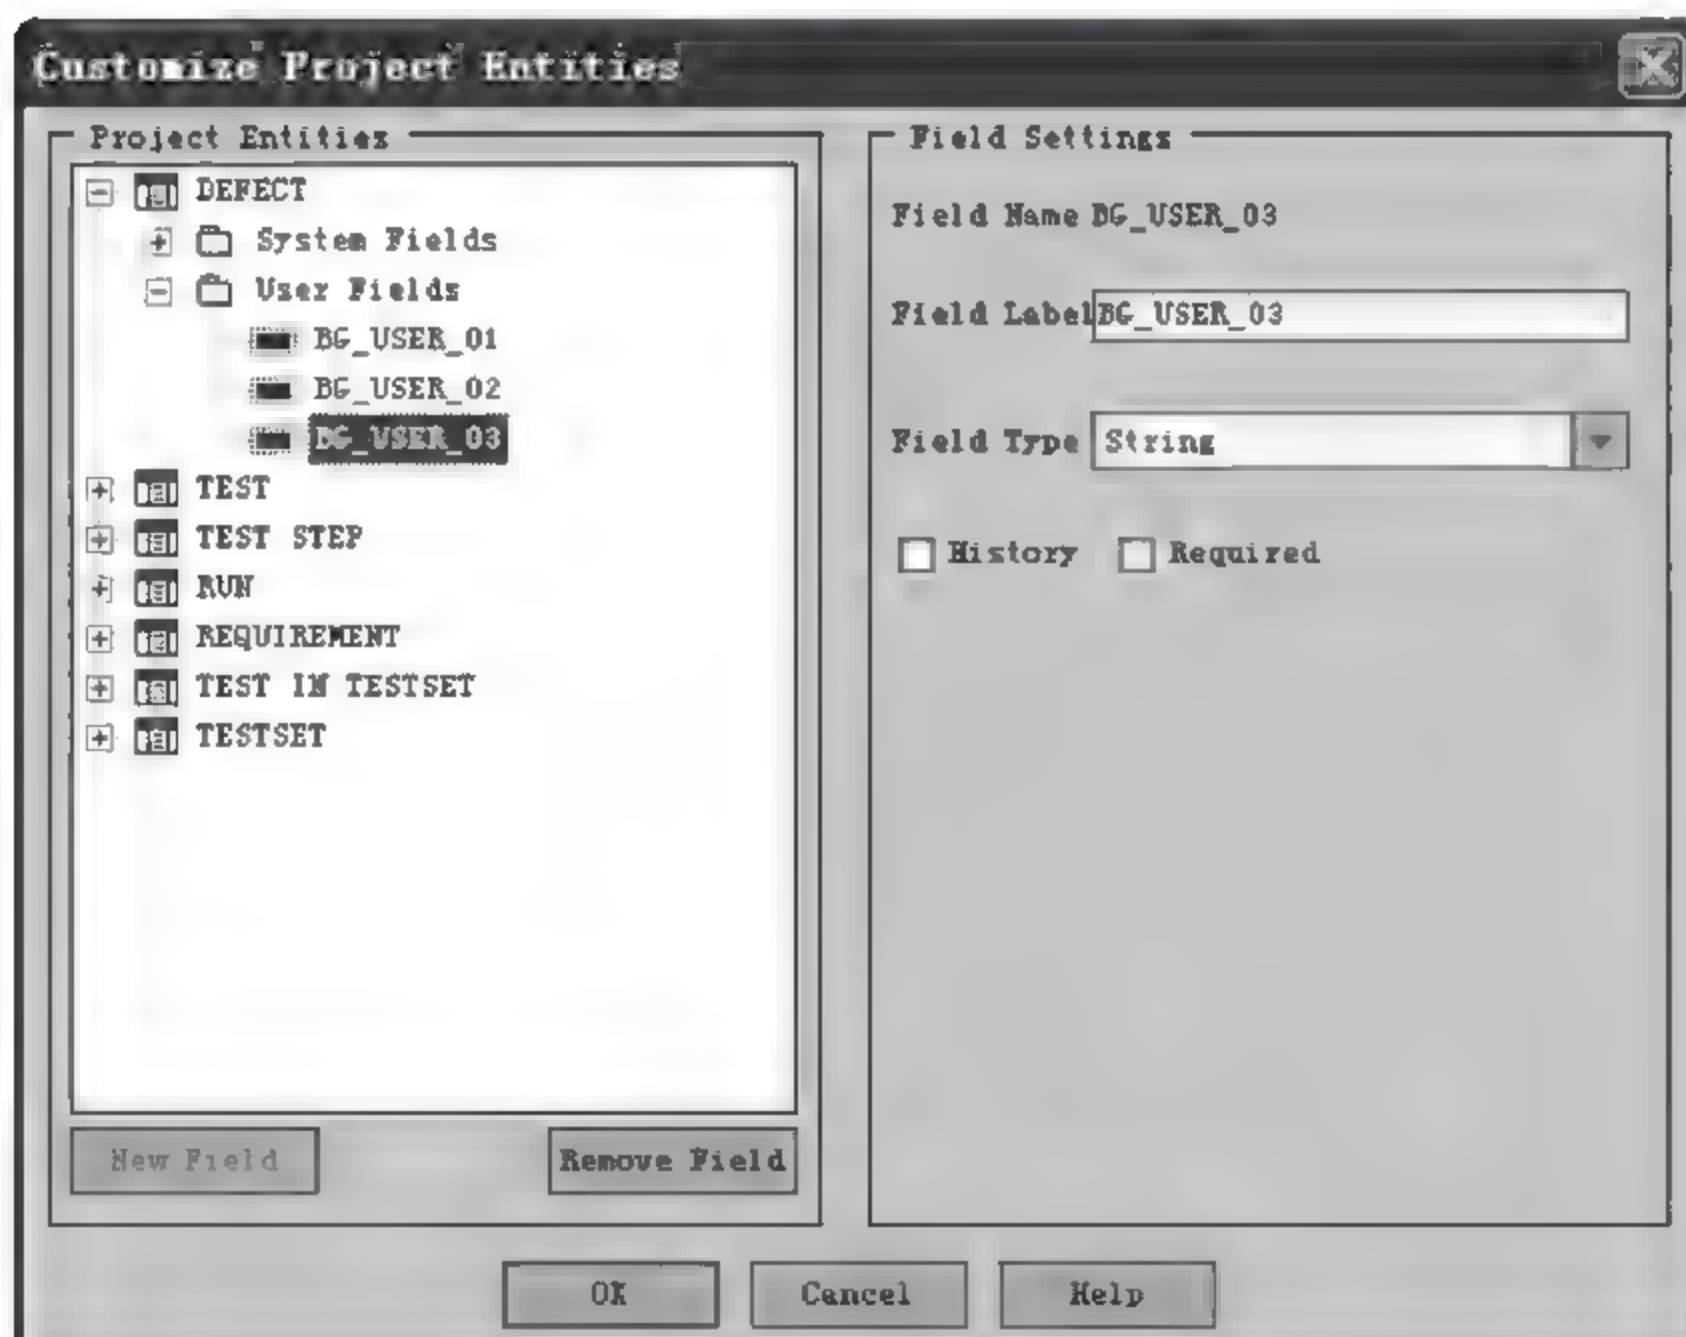 Customize Project Entities
Project Entities
DEFECT
System Fields
User Fields
BG_USER_01
BG_USER_02
BG_USER_03
TEST
TEST STEP
RUN
REQUIREMENT
TEST IN TESTSET
TESTSET
New Field
Remove Field
Field Settings
Field Name BG_USER_03
Field Label BG_USER_03
Field Type String
History Required
OK Cancel Help